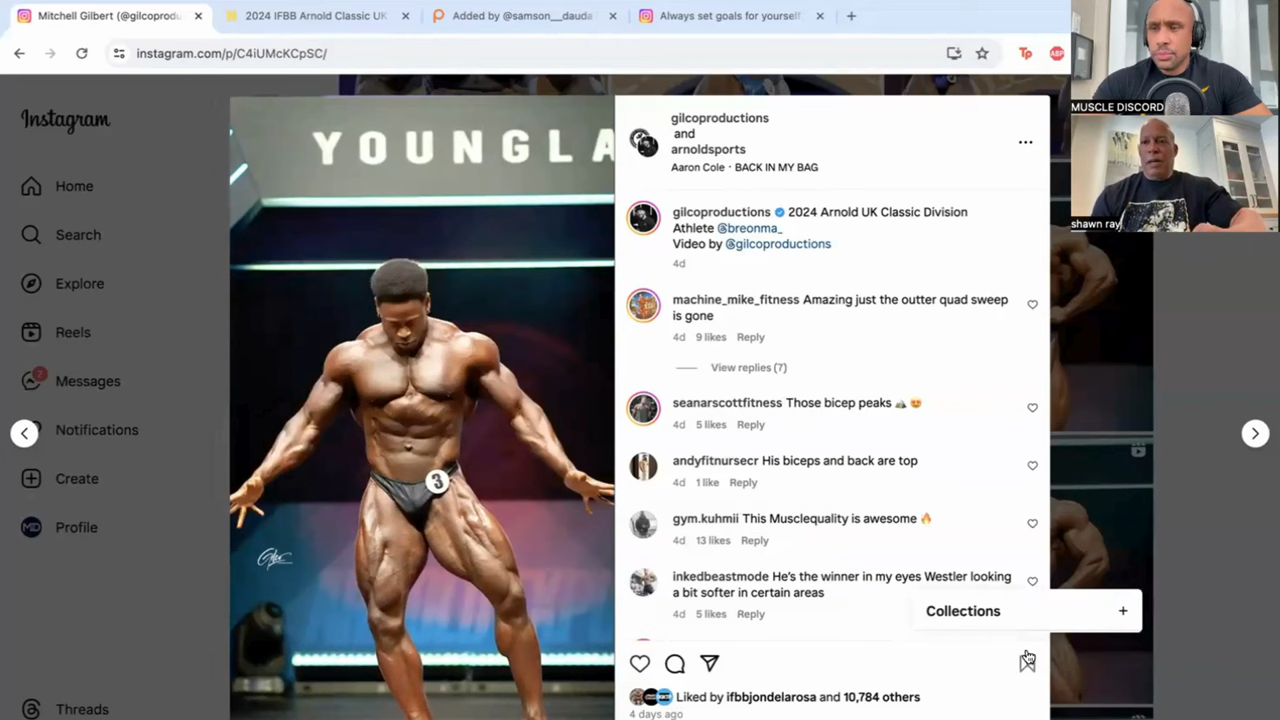 Mitchell Gilbert (@gilcoprodu
2024 IFBB Arnold Classic UK
Added by @samson__dauda
Always set goals for yourself
instagram.com/p/C4iUMcKCpSC/
Tp
ABP
MUSCLE DISCORD
shawn ray
Instagram
Home
Search
Explore
Reels
7
Messages
Notifications
Create
MD
Profile
Threads
YOUNGLA
3
gilcoproductions
and
arnoldsports
Aaron Cole · BACK IN MY BAG
gilcoproductions 2024 Arnold UK Classic Division
Athlete @breonma_
Video by @gilcoproductions
4d
machine_mike_fitness Amazing just the outter quad sweep
is gone
4d 9 likes Reply
View replies (7)
seanarscottfitness Those bicep peaks ⛰️ 😍
4d 5 likes Reply
andyfitnursecr His biceps and back are top
4d 1 like Reply
gym.kuhmii This Musclequality is awesome 🔥
4d 13 likes Reply
inkedbeastmode He's the winner in my eyes Westler looking
a bit softer in certain areas
4d 5 likes Reply
Collections
Liked by ifbbjondelarosa and 10,784 others
4 days ago